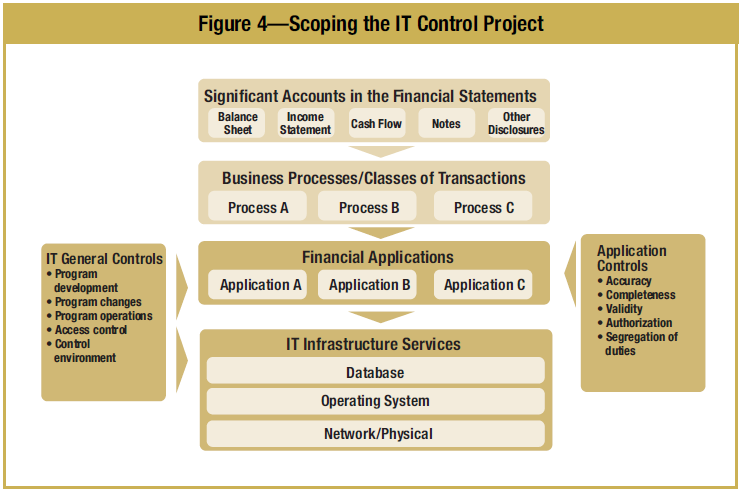 Figure 4—Scoping the IT Control Project
Significant Accounts in the Financial Statements
Balance
Sheet
Income
Statement
Cash Flow
Notes
Other
Disclosures
Business Processes/Classes of Transactions
Process A
Process B
Process C
IT General Controls
• Program
development
• Program changes
• Program operations
• Access control
• Control
environment
Financial Applications
Application A
Application B
Application C
Application
Controls
• Accuracy
• Completeness
• Validity
• Authorization
• Segregation of
duties
IT Infrastructure Services
Database
Operating System
Network/Physical